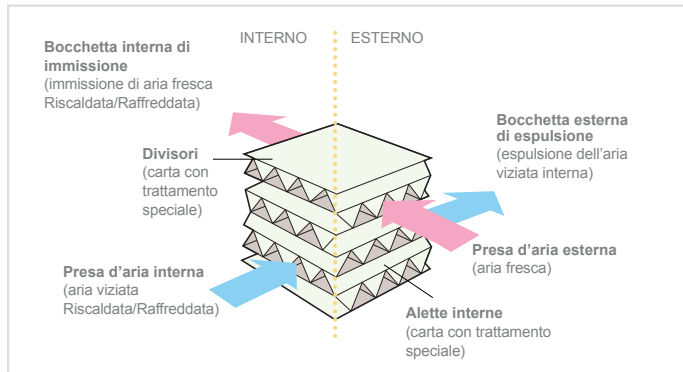 INTERNO
ESTERNO
Bocchetta interna di
immissione
(immissione di aria fresca
Riscaldata/Raffreddata)
Bocchetta esterna
di espulsione
(espulsione dell'aria
viziata interna)
Divisori
(carta con
trattamento
speciale)
Presa d'aria esterna
(aria fresca)
Presa d'aria interna
(aria viziata
Riscaldata/Raffreddata)
Alette interne
(carta con trattamento
speciale)